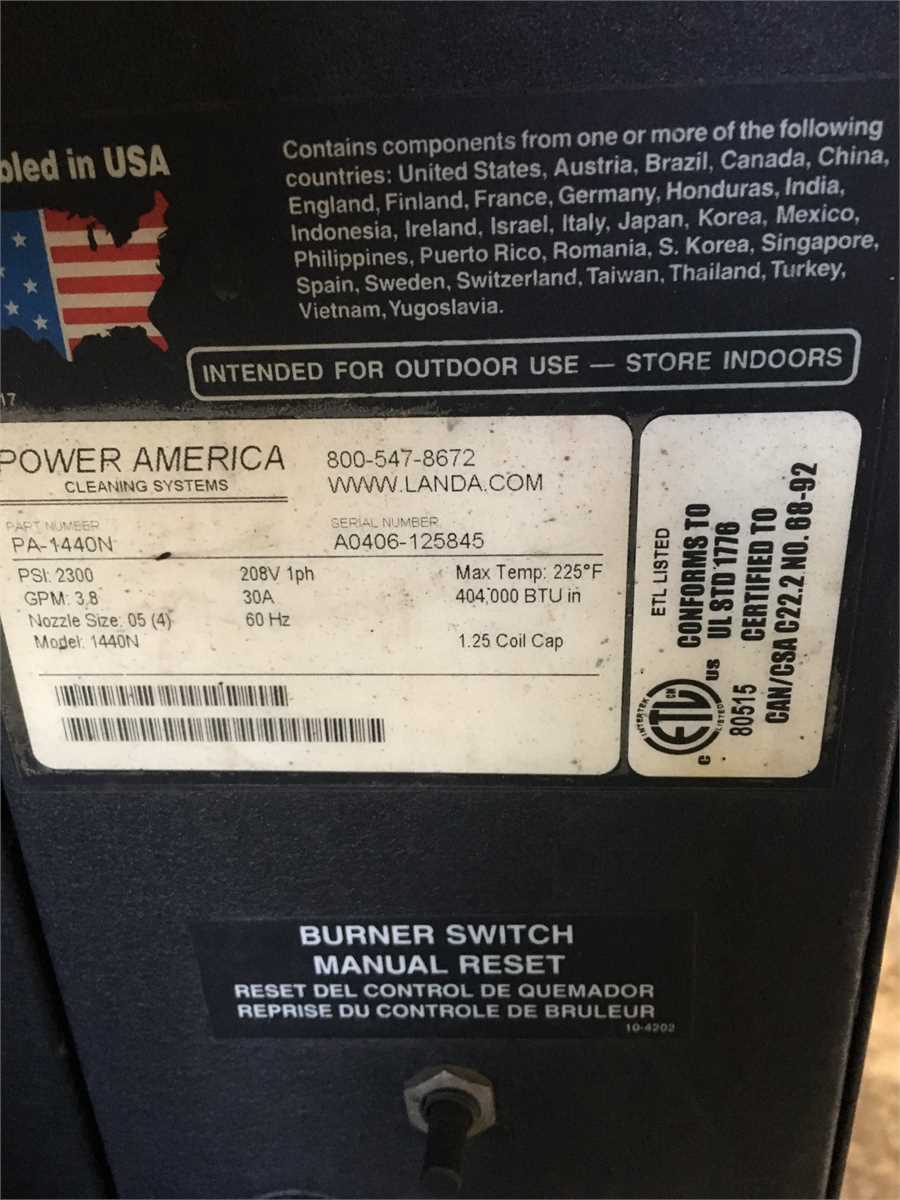 bled in USA
Contains components from one or more of the following
countries: United States, Austria, Brazil, Canada, China,
England, Finland, France, Germany, Honduras, India,
Indonesia, Ireland, Israel, Italy, Japan, Korea, Mexico,
Philippines, Puerto Rico, Romania, S. Korea, Singapore,
Spain, Sweden, Switzerland, Taiwan, Thailand, Turkey,
Vietnam, Yugoslavia.
17
INTENDED FOR OUTDOOR USE — STORE INDOORS
POWER AMERICA
CLEANING SYSTEMS
800-547-8672
WWW.LANDA.COM
PART NUMBER
PA-1440N
SERIAL NUMBER
A0406-125845
PSI: 2300 208V 1ph Max Temp: 225°F
GPM: 3.8 30A 404,000 BTU in
Nozzle Size: 05 (4) 60 Hz
Model: 1440N 1.25 Coil Cap
ETL LISTED
CONFORMS TO
UL STD 1776
CERTIFIED TO
CAN/CSA C22.2 NO. 68-92
INTERTEK
ETL
CM
LISTED
C
US
80515
BURNER SWITCH
MANUAL RESET
RESET DEL CONTROL DE QUEMADOR
REPRISE DU CONTROLE DE BRULEUR
10-4202